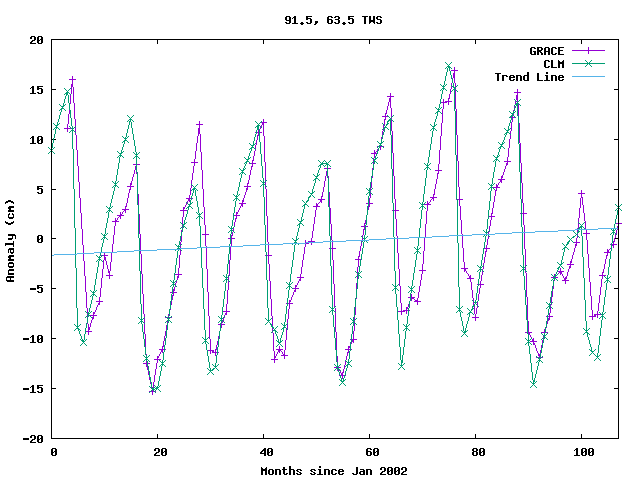 91.5, 63.5 TWS
GRACE
CLM
Trend Line
20
15
10
5
0
-5
-10
-15
-20
Anomaly (cm)
0 20 40 60 80 100
Months since Jan 2002